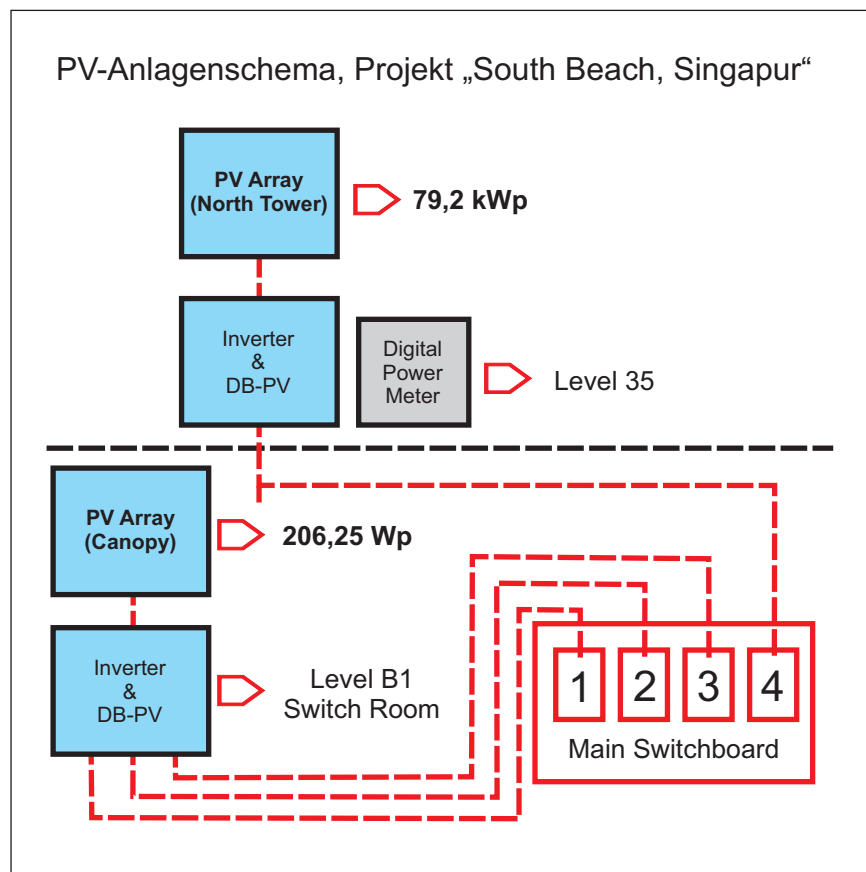 PV-Anlagenschema, Projekt „South Beach, Singapur“
PV Array
(North Tower)
79,2 kWp
Inverter
&
DB-PV
Digital
Power
Meter
Level 35
PV Array
(Canopy)
206,25 Wp
Inverter
&
DB-PV
Level B1
Switch Room
1 2 3 4
Main Switchboard